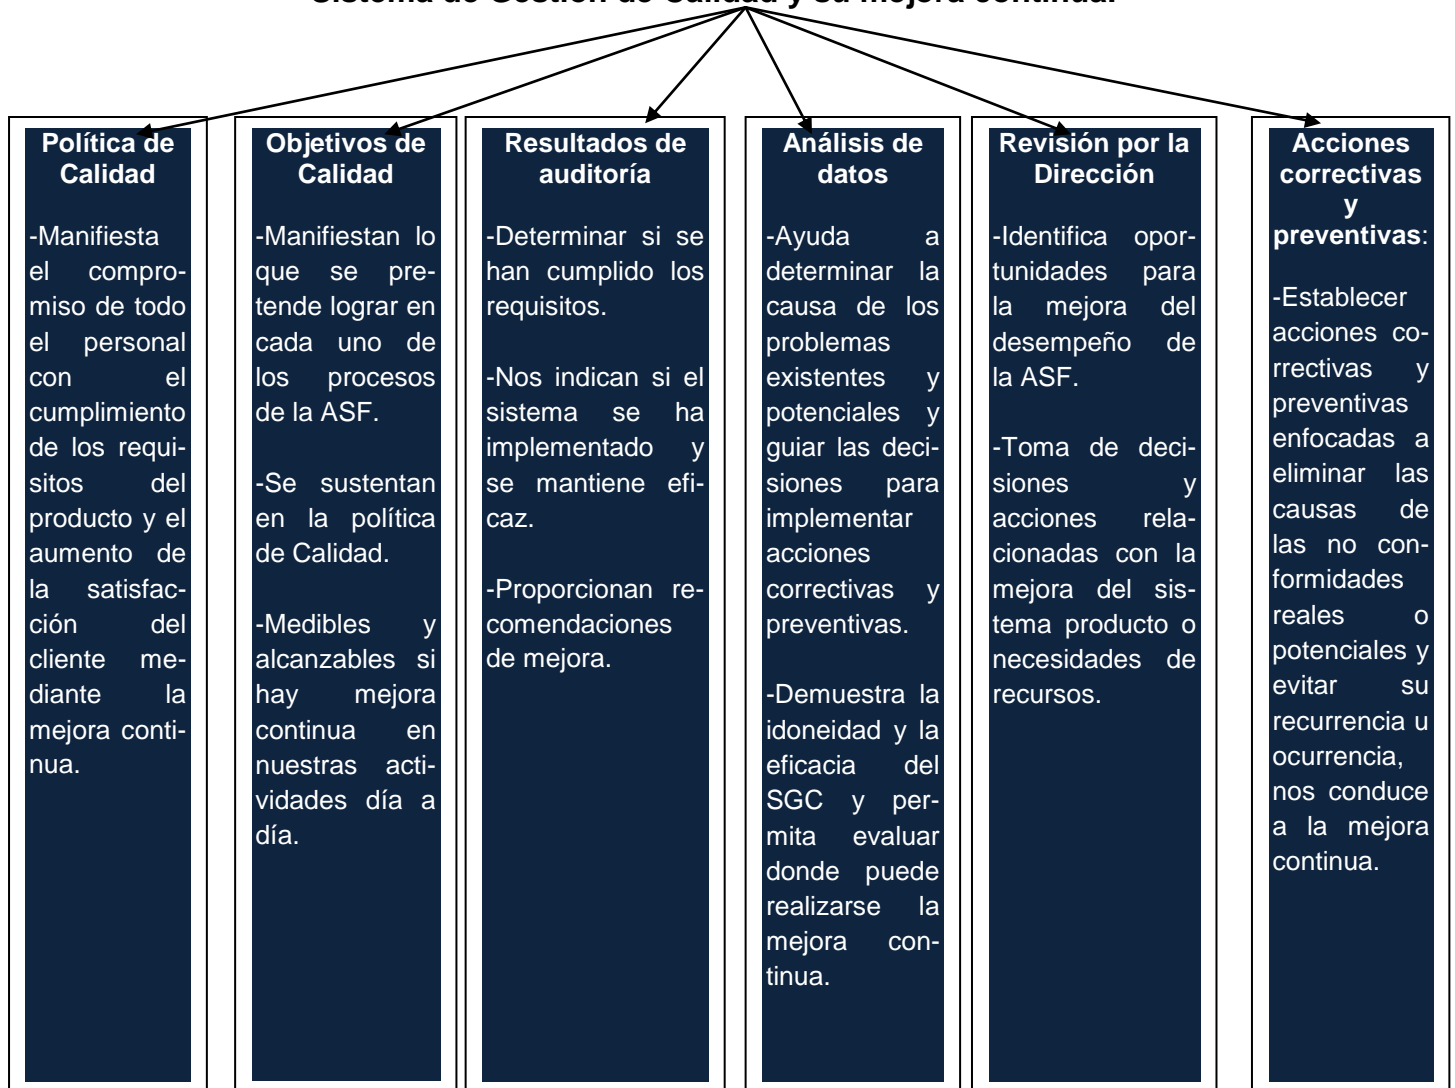 Sistema de Gestión de Calidad y su mejora continua.
Política de
Calidad
-Manifiesta
el compro-
miso de todo
el personal
con el
cumplimiento
de los requi-
sitos del
producto y el
aumento de
la satisfac-
ción del
cliente me-
diante la
mejora conti-
nua.
Objetivos de
Calidad
-Manifiestan lo
que se pre-
tende lograr en
cada uno de
los procesos
de la ASF.
-Se sustentan
en la política
de Calidad.
-Medibles y
alcanzables si
hay mejora
continua en
nuestras acti-
vidades día a
día.
Resultados de
auditoría
-Determinar si se
han cumplido los
requisitos.
-Nos indican si el
sistema se ha
implementado y
se mantiene efi-
caz.
-Proporcionan re-
comendaciones
de mejora.
Análisis de
datos
-Ayuda a
determinar la
causa de los
problemas
existentes y
potenciales y
guiar las deci-
siones para
implementar
acciones
correctivas y
preventivas.
-Demuestra la
idoneidad y la
eficacia del
SGC y per-
mita evaluar
donde puede
realizarse la
mejora con-
tinua.
Revisión por la
Dirección
-Identifica opor-
tunidades para
la mejora del
desempeño de
la ASF.
-Toma de deci-
siones y
acciones rela-
cionadas con la
mejora del sis-
tema producto o
necesidades de
recursos.
Acciones
correctivas
y
preventivas:
-Establecer
acciones co-
rrectivas y
preventivas
enfocadas a
eliminar las
causas de
las no con-
formidades
reales o
potenciales y
evitar su
recurrencia u
ocurrencia,
nos conduce
a la mejora
continua.